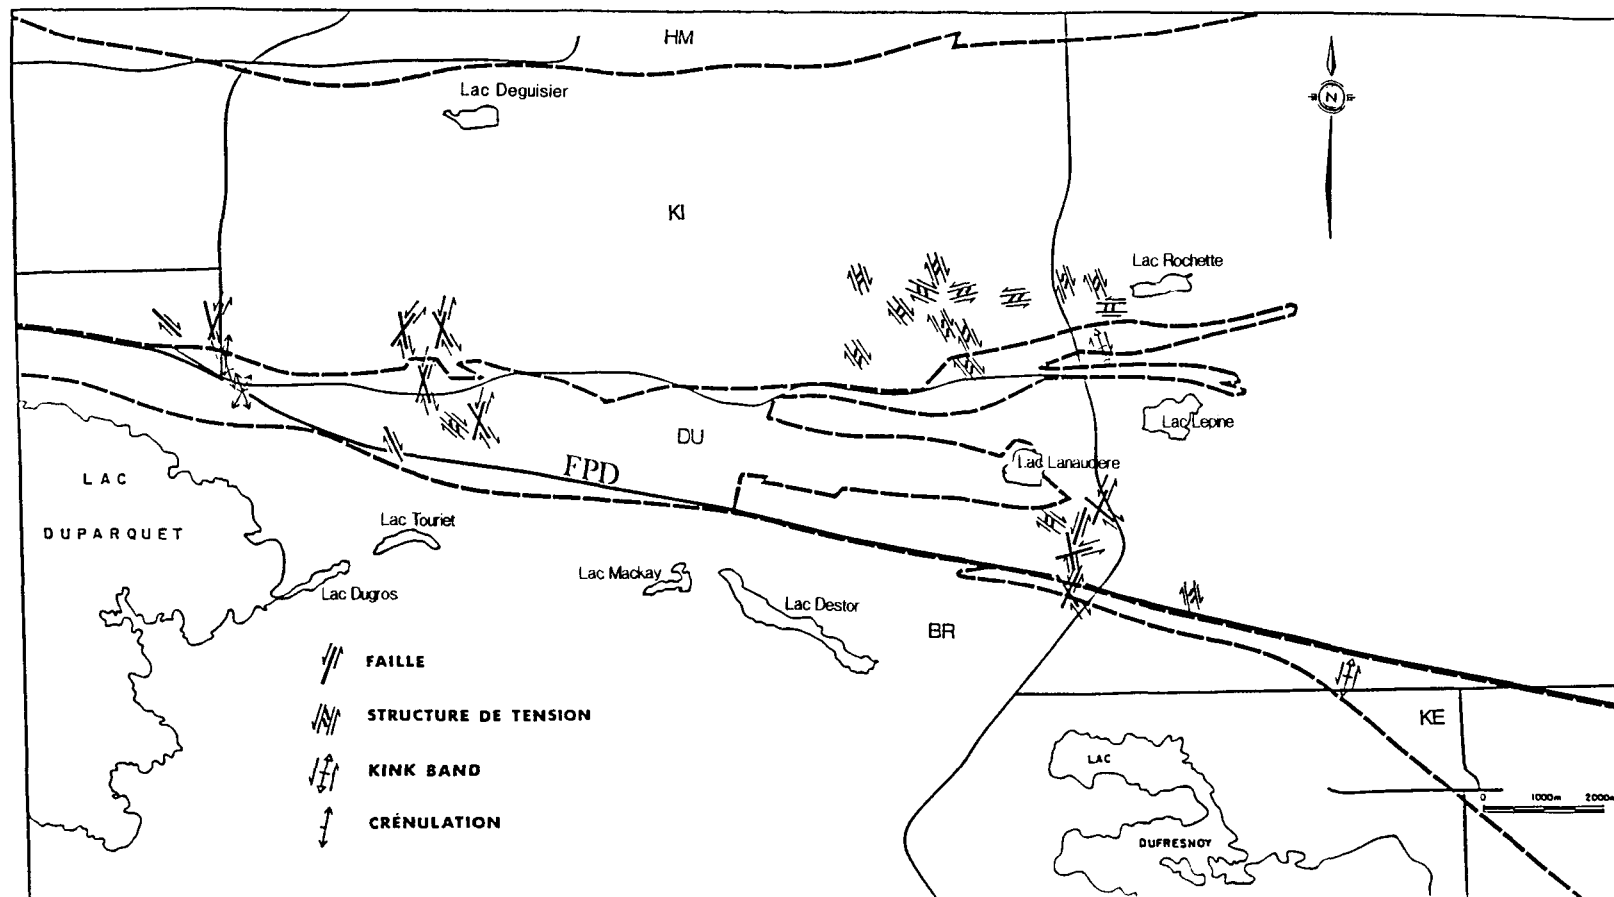 HM
Lac Deguisier
N
KI
Lac Rochette
Lac Lepine
DU
Lac Lanaudiere
FPD
LAC
DUPARQUET
Lac Touriet
Lac Mackay
Lac Dugros
Lac Destor
BR
FAILLE
STRUCTURE DE TENSION
KINK BAND
CRÉNULATION
KE
LAC
DUFRESNOY
0 1000m 2000m